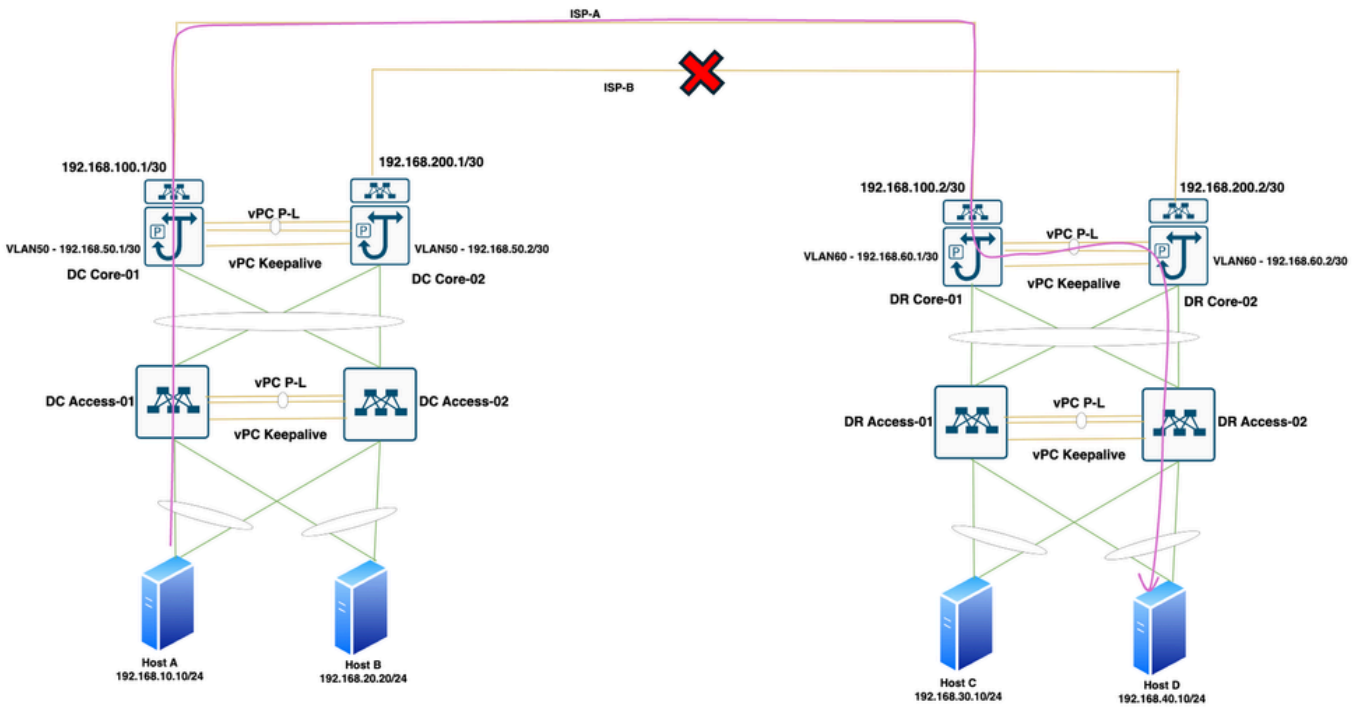 ISP-A
ISP-B
192.168.100.1/30
192.168.200.1/30
192.168.100.2/30
192.168.200.2/30
vPC P-L
P
P
VLAN50 - 192.168.50.1/30
VLAN50 - 192.168.50.2/30
vPC Keepalive
DC Core-01
DC Core-02
vPC P-L
P
P
VLAN60 - 192.168.60.1/30
VLAN60 - 192.168.60.2/30
vPC Keepalive
DR Core-01
DR Core-02
vPC P-L
DC Access-01
DC Access-02
vPC Keepalive
vPC P-L
DR Access-01
DR Access-02
vPC Keepalive
Host A
192.168.10.10/24
Host B
192.168.20.20/24
Host C
192.168.30.10/24
Host D
192.168.40.10/24